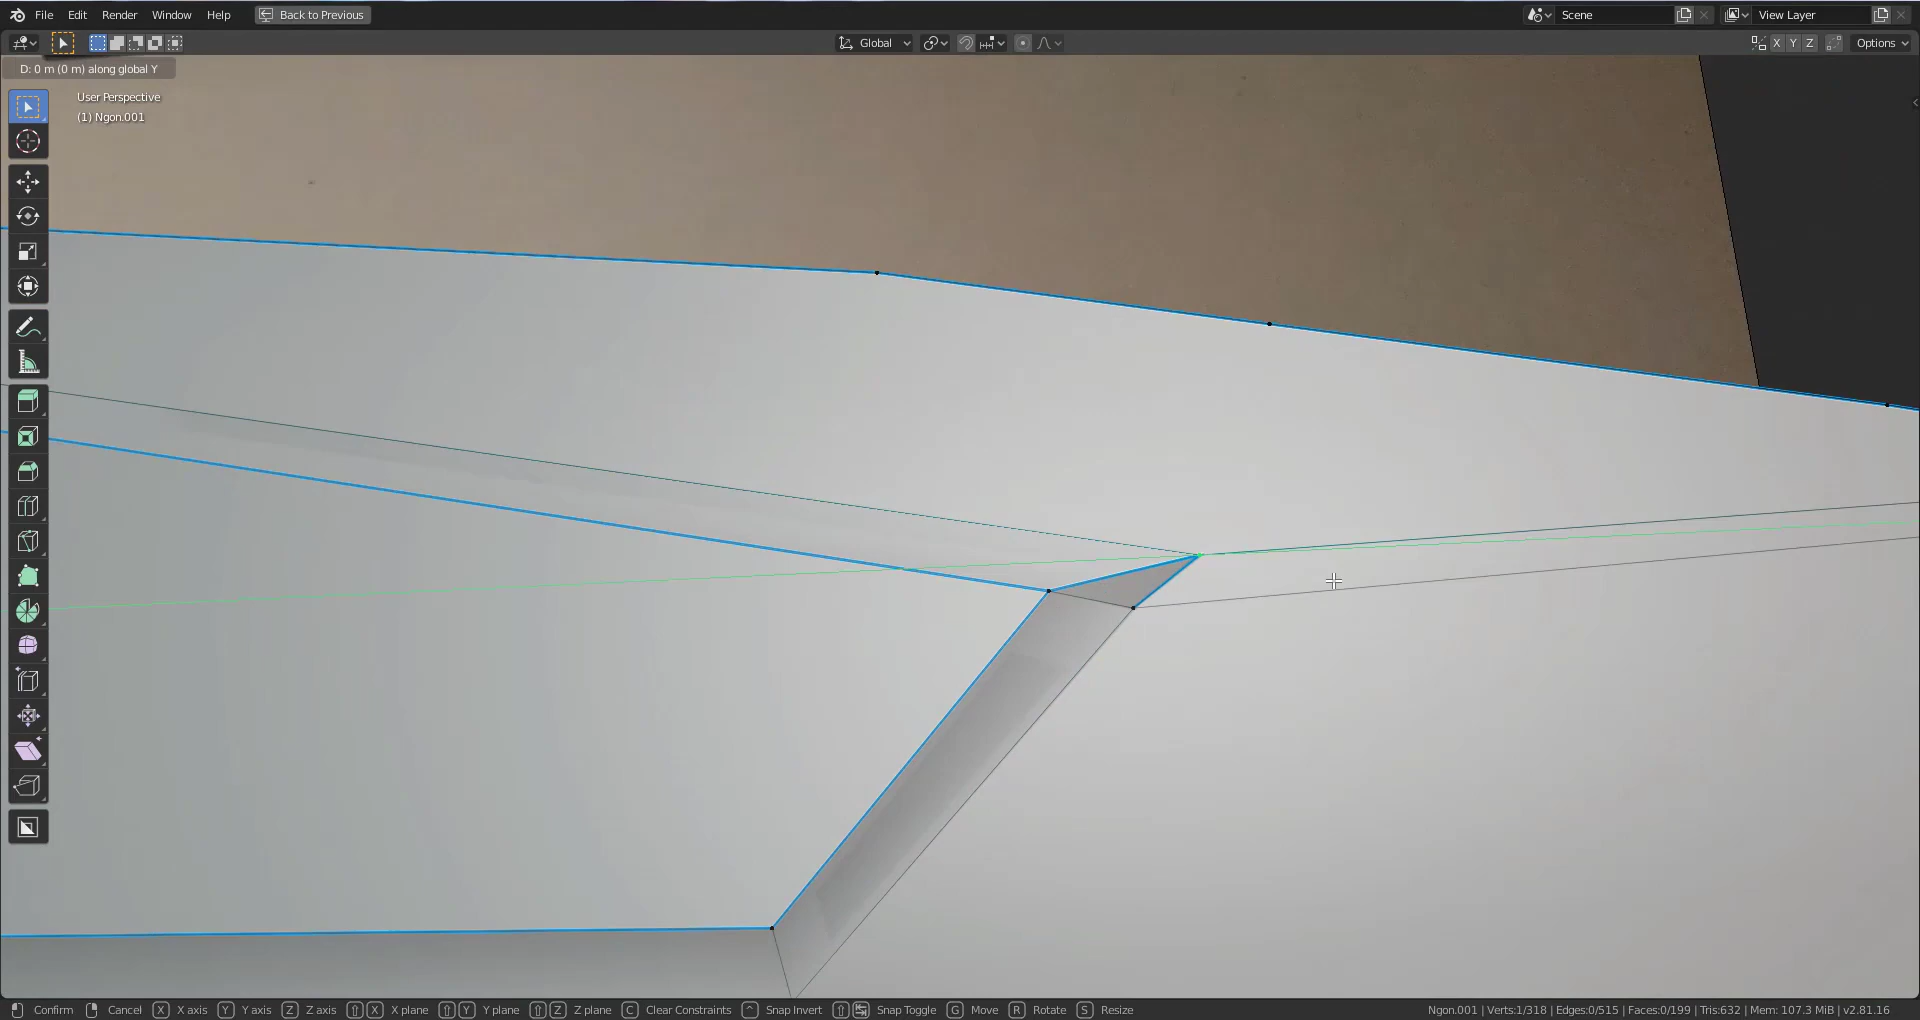 File Edit Render Window Help Back to Previous Scene View Layer
Global X Y Z Options
D: 0 m (0 m) along global Y
User Perspective
(1) Ngon.001
Confirm Cancel X X axis Y Y axis Z Z axis X X plane Y Y plane Z Z plane C Clear Constraints ^ Snap Invert Snap Toggle G Move R Rotate S Resize Ngon.001 | Verts:1/318 | Edges:0/515 | Faces:0/199 | Tris:632 | Mem: 107.3 MiB | v2.81.16